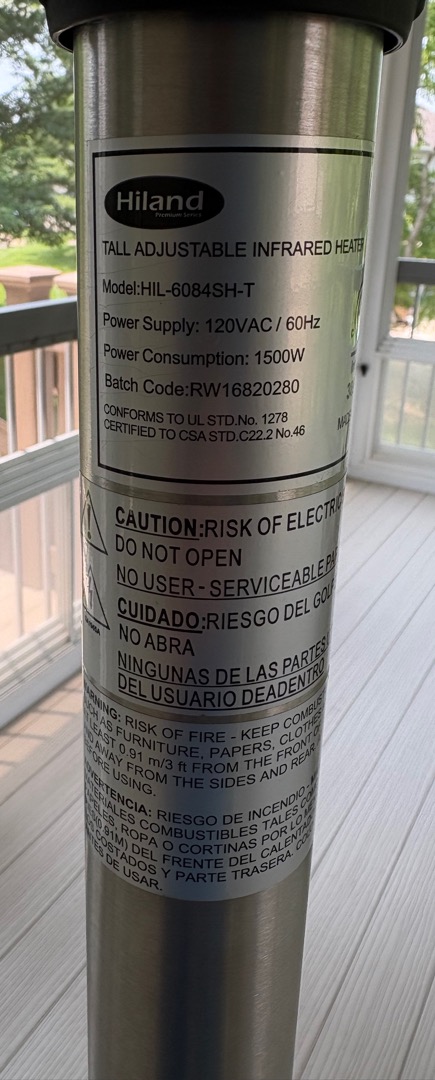 Hiland
Premium Series
TALL ADJUSTABLE INFRARED HEATER
Model:HIL-6084SH-T
Power Supply: 120VAC / 60Hz
Power Consumption: 1500W
Batch Code:RW16820280
CONFORMS TO UL STD.No. 1278
CERTIFIED TO CSA STD.C22.2 No.46
CAUTION:RISK OF ELECTRIC
DO NOT OPEN
NO USER - SERVICEABLE
CUIDADO:RIESGO DEL
NO ABRA
NINGUNAS DE LAS PARTES
DEL USUARIO DEADENTRO
WARNING: RISK OF FIRE - KEEP
SUCH AS FURNITURE, PAPERS, CLOTHES
LEAST 0.91 m/3 ft FROM THE FRONT OF
AWAY FROM THE SIDES AND REAR.
BEFORE USING.
ADVERTENCIA: RIESGO DE INCENDIO
MATERIALES COMBUSTIBLES TALES
ROPA O CORTINAS POR LO
DEL FRENTE DEL
COSTADOS Y PARTE TRASERA.
DE USAR.